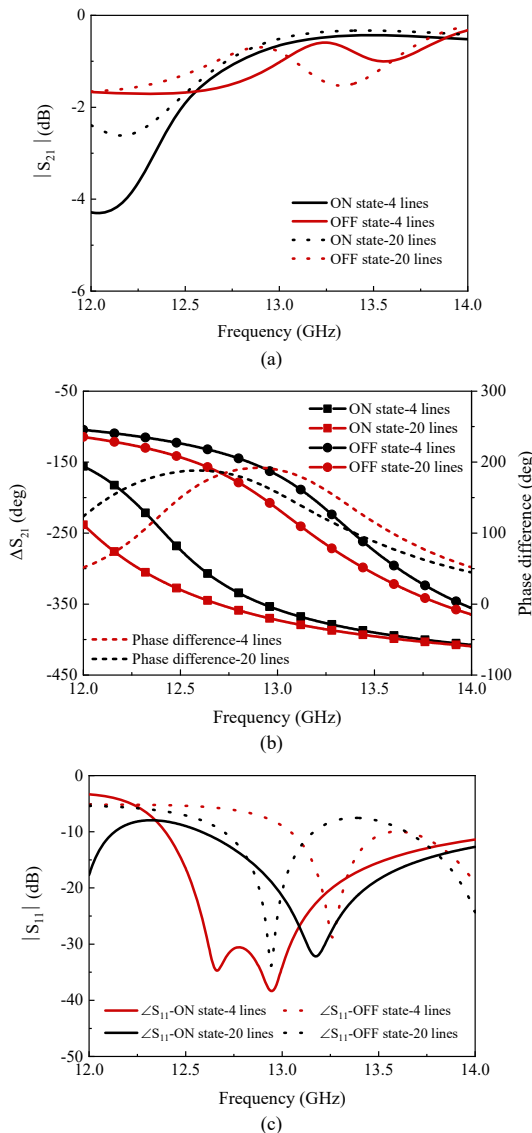 0
-2
-4
-6
|S21| (dB)
ON state-4 lines
OFF state-4 lines
ON state-20 lines
OFF state-20 lines
12.0 12.5 13.0 13.5 14.0
Frequency (GHz)
(a)
-50
-150
-250
-350
-450
ΔS21 (deg)
300
200
100
0
-100
Phase difference (deg)
ON state-4 lines
ON state-20 lines
OFF state-4 lines
OFF state-20 lines
Phase difference-4 lines
Phase difference-20 lines
12.0 12.5 13.0 13.5 14.0
Frequency (GHz)
(b)
0
-10
-20
-30
-40
-50
|S11| (dB)
∠S11-ON state-4 lines ∠S11-OFF state-4 lines
∠S11-ON state-20 lines ∠S11-OFF state-20 lines
12.0 12.5 13.0 13.5 14.0
Frequency (GHz)
(c)